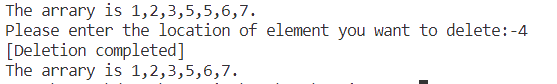 The arrary is 1,2,3,5,5,6,7.
Please enter the location of element you want to delete:-4
[Deletion completed]
The arrary is 1,2,3,5,6,7.